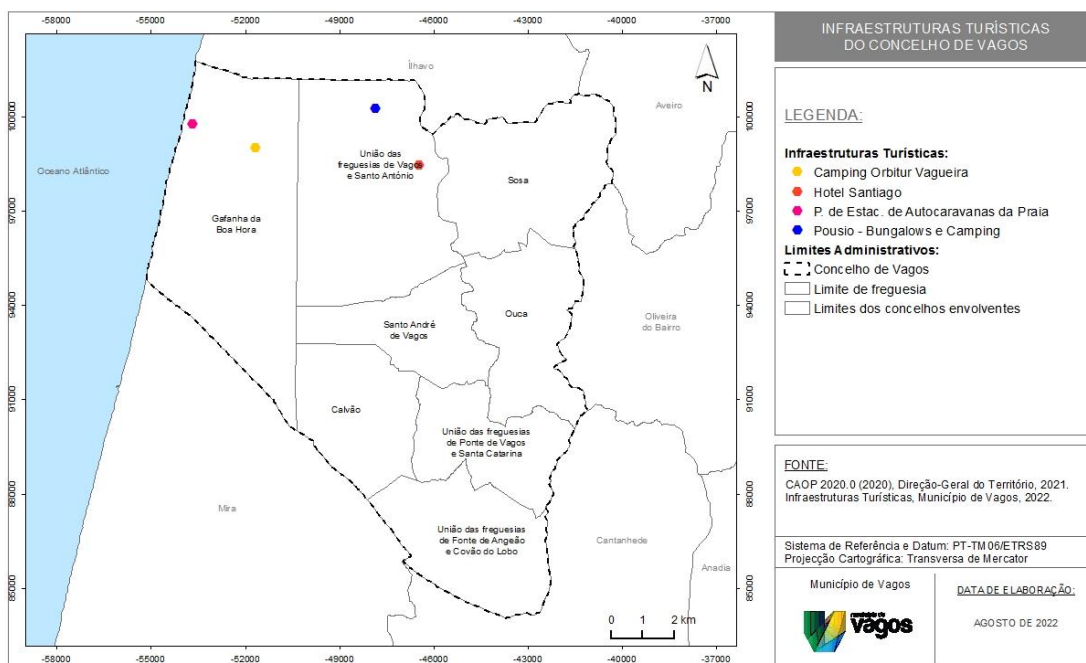 -58000 -55000 -52000 -49000 -46000 -43000 -40000 -37000
INFRAESTRUTURAS TURÍSTICAS
DO CONCELHO DE VAGOS
Ílhavo
N
Aveiro
100000 100000
Oceano Atlântico
União das
freguesias de Vagos
e Santo António
Sosa
97000 97000
Gafanha da
Boa Hora
94000 94000
Santo André
de Vagos
Ouca
Oliveira
do Bairro
91000 91000
Calvão
União das freguesias
de Ponte de Vagos
e Santa Catarina
88000 88000
Mira
União das freguesias
de Fonte de Angeão
e Covão do Lobo
Cantanhede
Anadia
85000 85000
0 1 2 km
-58000 -55000 -52000 -49000 -46000 -43000 -40000 -37000
LEGENDA:
Infraestruturas Turísticas:
Camping Orbitur Vagueira
Hotel Santiago
P. de Estac. de Autocaravanas da Praia
Pousio - Bungalows e Camping
Limites Administrativos:
Concelho de Vagos
Limite de freguesia
Limites dos concelhos envolventes
FONTE:
CAOP 2020.0 (2020), Direção-Geral do Território, 2021.
Infraestruturas Turísticas, Município de Vagos, 2022.
Sistema de Referência e Datum: PT-TM06/ETRS89
Projecção Cartográfica: Transversa de Mercator
Município de Vagos
município de
vagos
DATA DE ELABORAÇÃO:
AGOSTO DE 2022